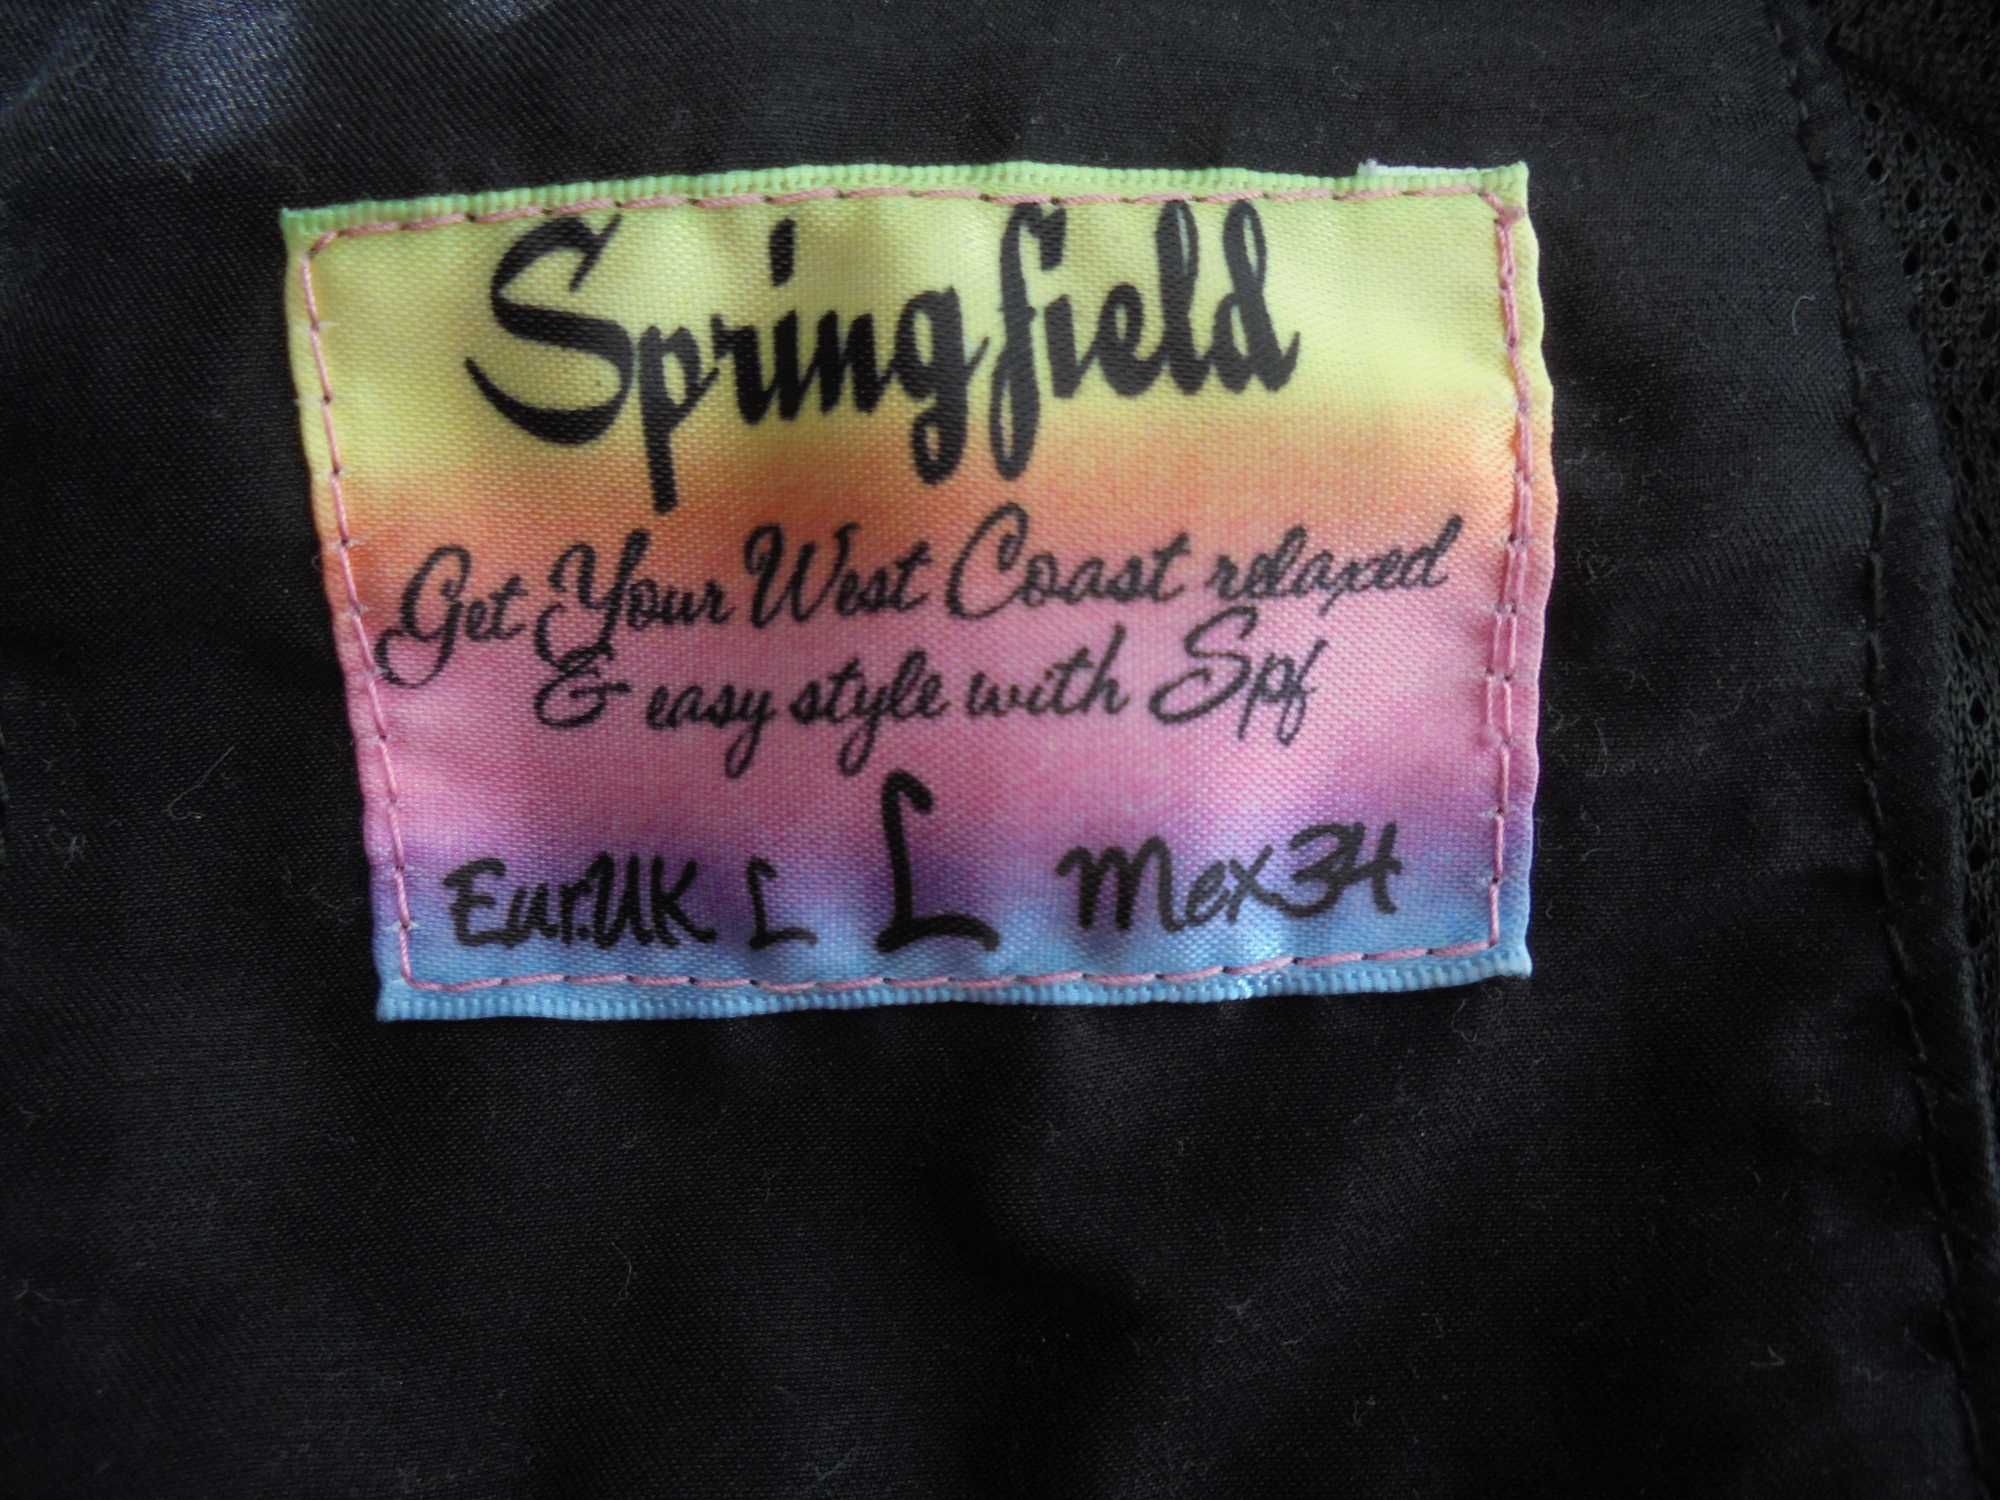 Springfield
Get Your West Coast relaxed
& easy style with Spf
Eur.UK L L Mex34